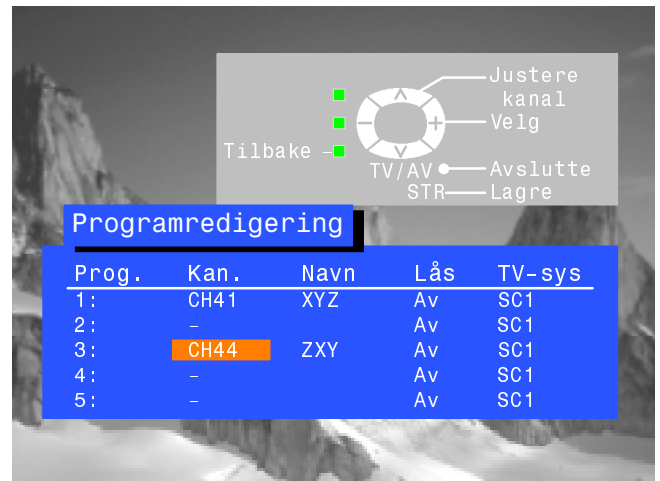 Justere
kanal
Velg
Tilbake
TV/AV Avslutte
STR Lagre
Programredigering
Prog. Kan. Navn Lås TV-sys
1: CH41 XYZ Av SC1
2: – Av SC1
3: CH44 ZXY Av SC1
4: – Av SC1
5: – Av SC1